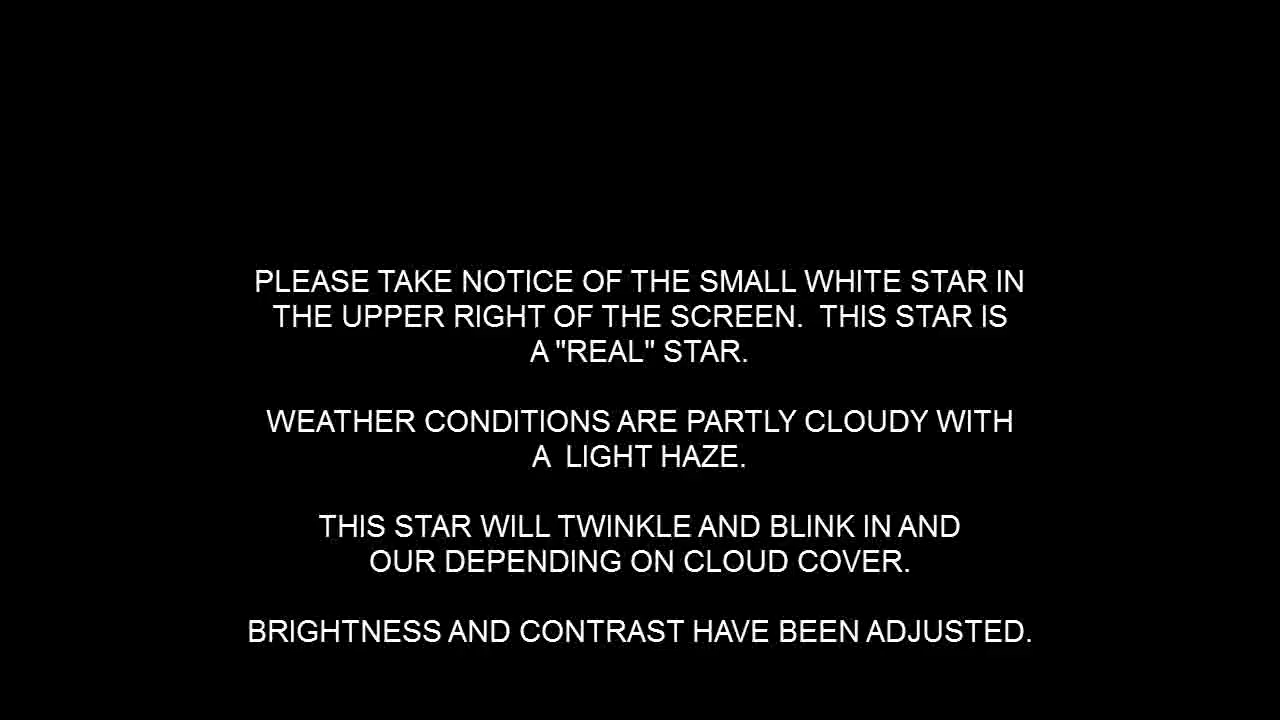 PLEASE TAKE NOTICE OF THE SMALL WHITE STAR IN
THE UPPER RIGHT OF THE SCREEN.  THIS STAR IS
A "REAL" STAR.
WEATHER CONDITIONS ARE PARTLY CLOUDY WITH
A  LIGHT HAZE.
THIS STAR WILL TWINKLE AND BLINK IN AND
OUR DEPENDING ON CLOUD COVER.
BRIGHTNESS AND CONTRAST HAVE BEEN ADJUSTED.